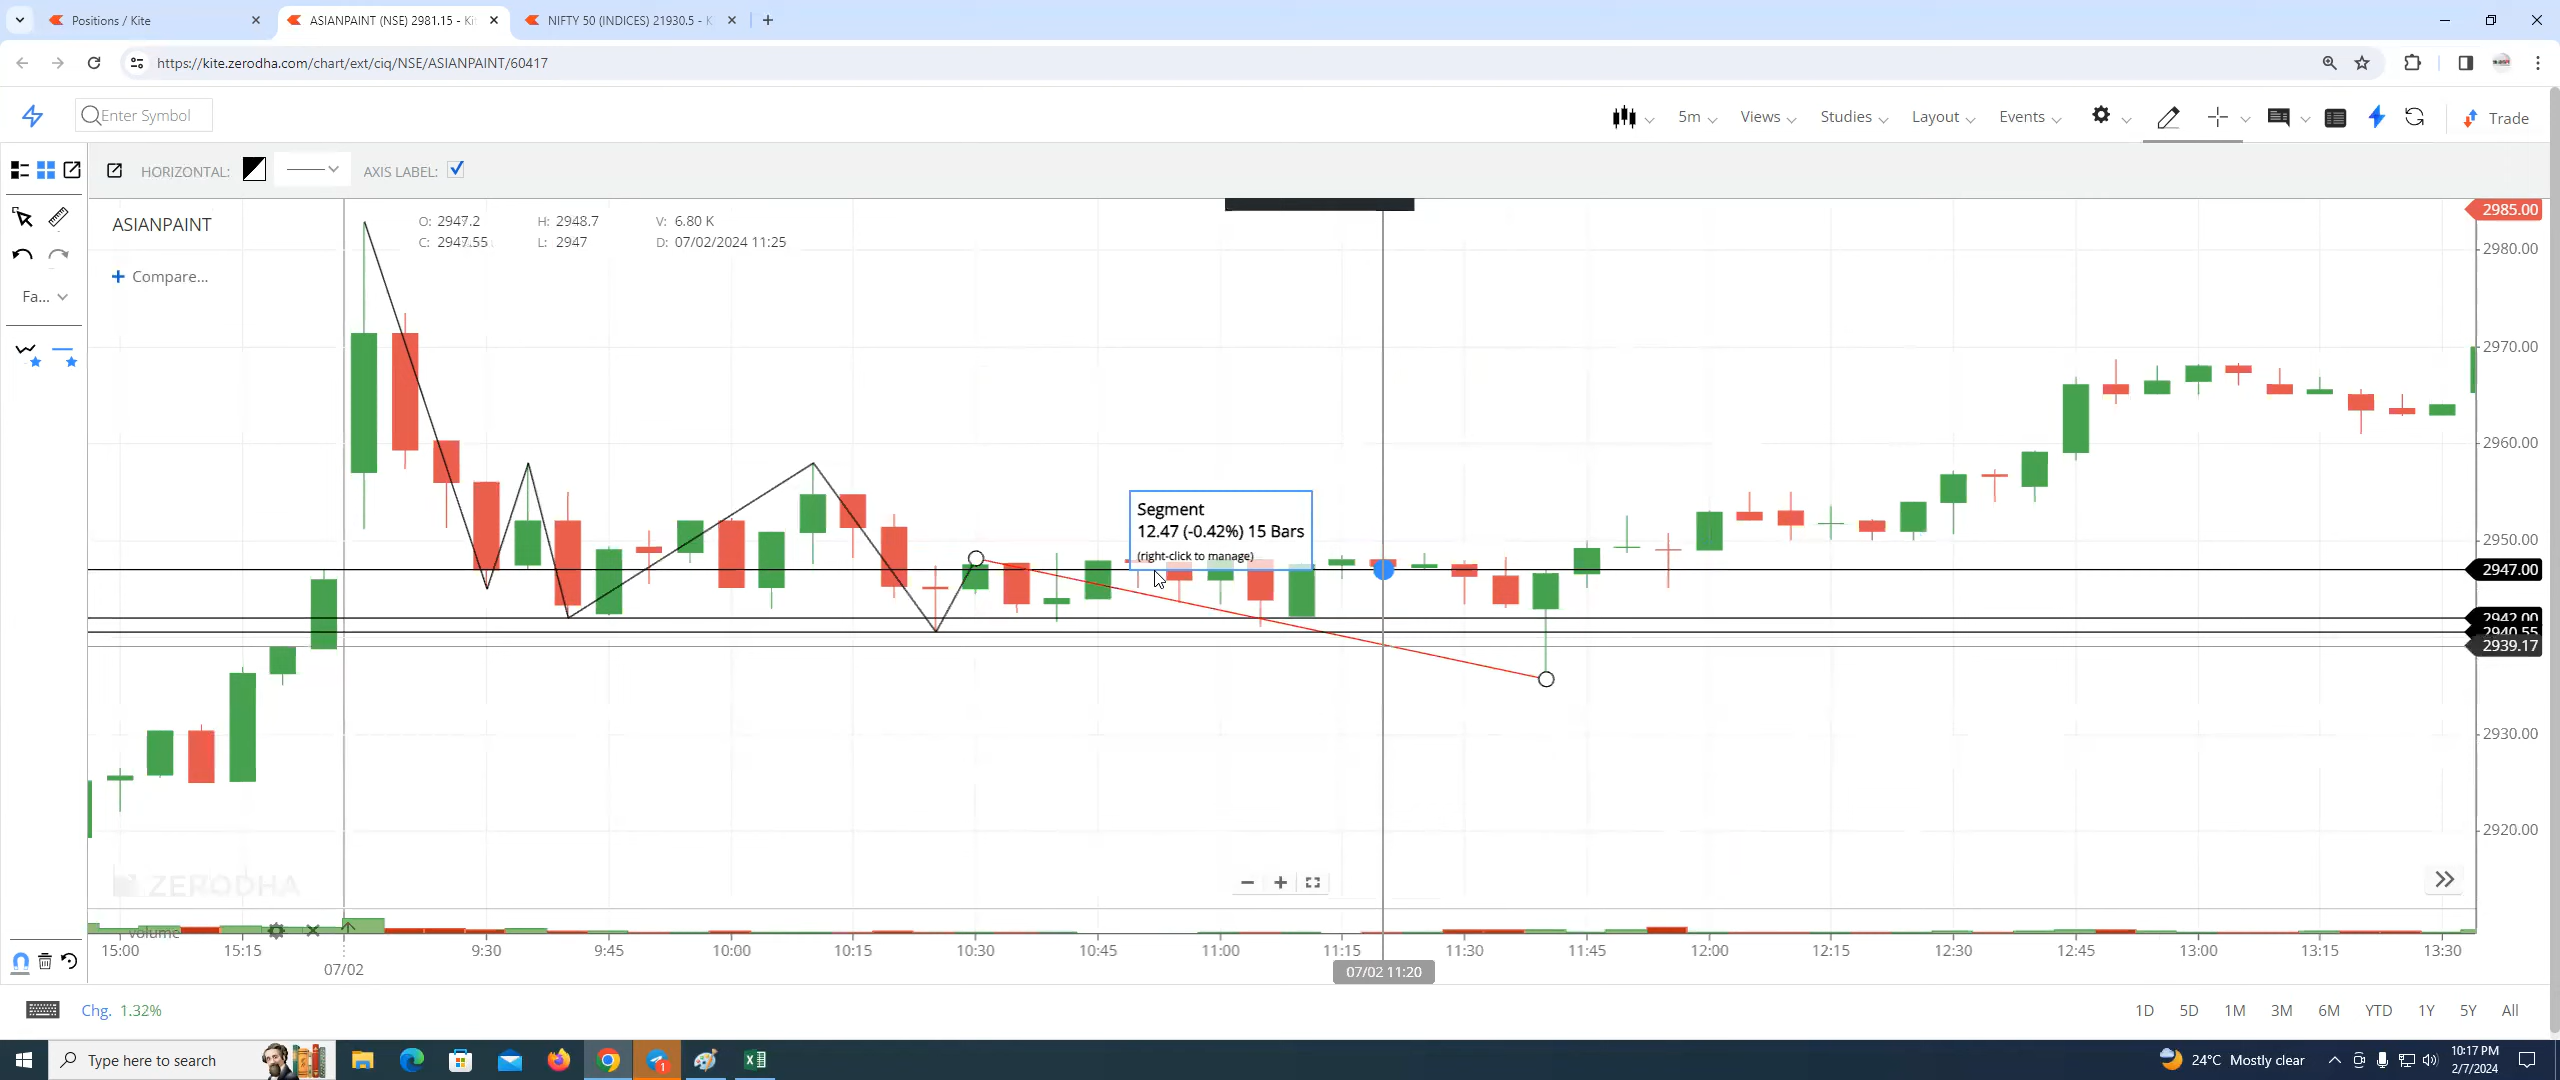 Positions / Kite
ASIANPAINT (NSE) 2981.15 - Ki
NIFTY 50 (INDICES) 21930.5 - K
https://kite.zerodha.com/chart/ext/ciq/NSE/ASIANPAINT/60417
Enter Symbol
5m
Views
Studies
Layout
Events
Trade
HORIZONTAL:
AXIS LABEL:
ASIANPAINT
O: 2947.2 H: 2948.7 V: 6.80 K
C: 2947.55 L: 2947 D: 07/02/2024 11:25
+ Compare...
Fa...
2985.00
2980.00
2970.00
2960.00
2950.00
2947.00
2942.00
2940.55
2939.17
2930.00
2920.00
Segment
12.47 (-0.42%) 15 Bars
(right-click to manage)
ZERODHA
volume
15:00 15:15 9:30 9:45 10:00 10:15 10:30 10:45 11:00 11:15 11:30 11:45 12:00 12:15 12:30 12:45 13:00 13:15 13:30
07/02
07/02 11:20
Chg. 1.32%
1D 5D 1M 3M 6M YTD 1Y 5Y All
Type here to search
1
24°C Mostly clear
10:17 PM
2/7/2024